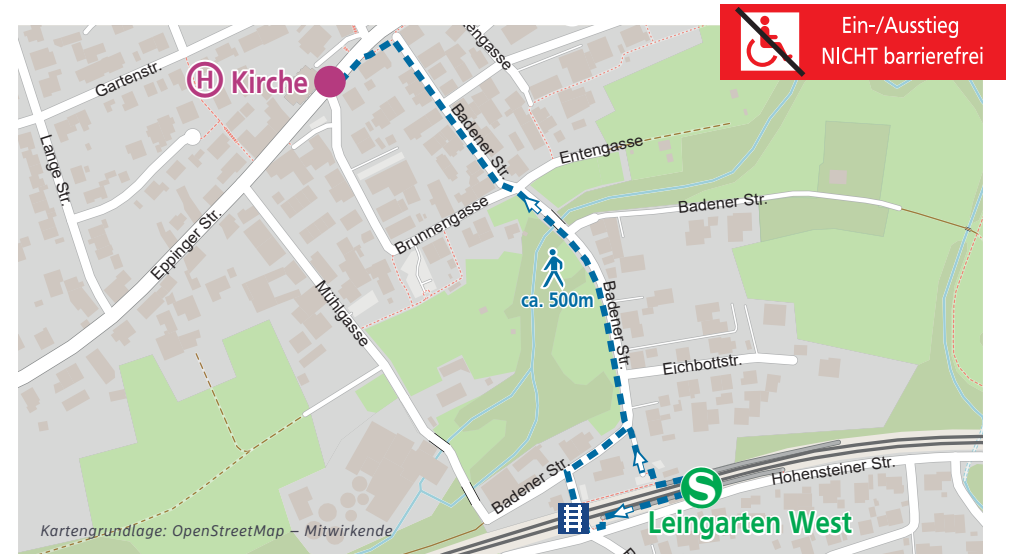 Ein-/Ausstieg
NICHT barrierefrei
Gartenstr.
H Kirche
Badener Str.
Entengasse
Lange Str.
Badener Str.
Brunnengasse
Eppinger Str.
ca. 500m
Mühlgasse
Badener Str.
Eichbottstr.
Badener Str.
Hohensteiner Str.
S
Leingarten West
Kartengrundlage: OpenStreetMap – Mitwirkende